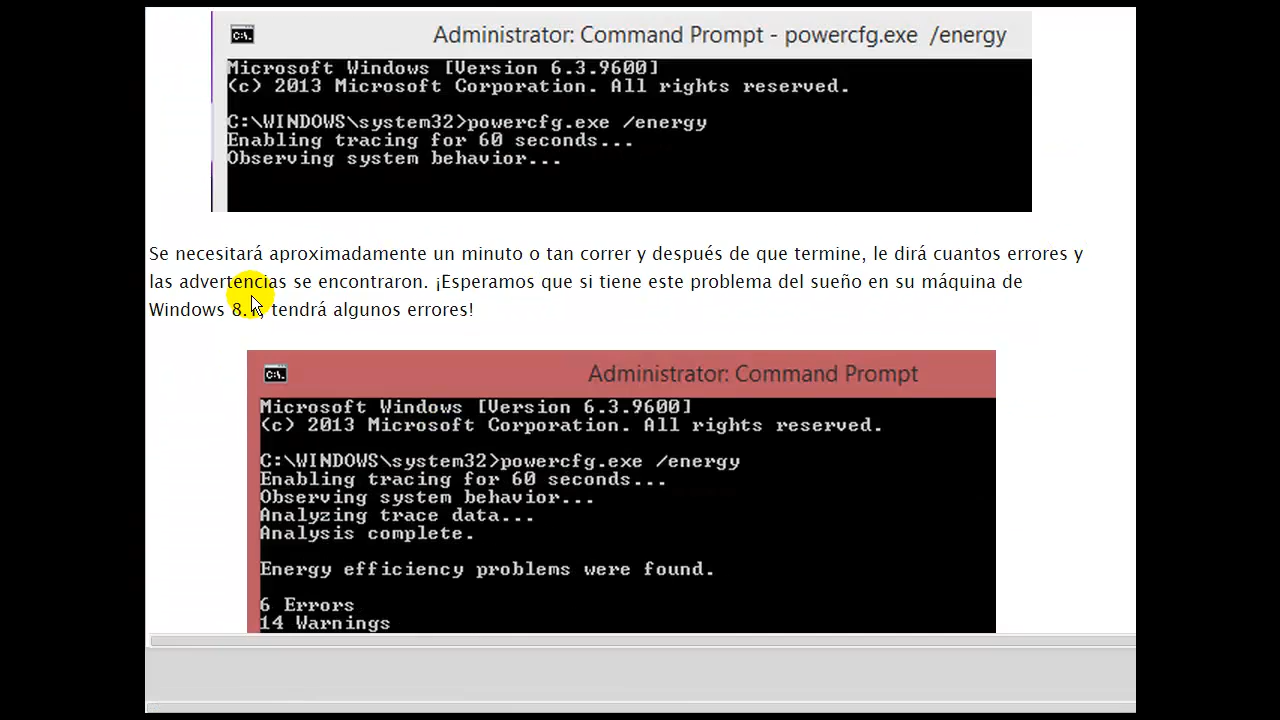 Administrator: Command Prompt - powercfg.exe /energy
Microsoft Windows [Version 6.3.9600]
(c) 2013 Microsoft Corporation. All rights reserved.
C:\WINDOWS\system32>powercfg.exe /energy
Enabling tracing for 60 seconds...
Observing system behavior...
Se necesitará aproximadamente un minuto o tan correr y después de que termine, le dirá cuantos errores y
las advertencias se encontraron. ¡Esperamos que si tiene este problema del sueño en su máquina de
Windows 8.1, tendrá algunos errores!
Administrator: Command Prompt
Microsoft Windows [Version 6.3.9600]
(c) 2013 Microsoft Corporation. All rights reserved.
C:\WINDOWS\system32>powercfg.exe /energy
Enabling tracing for 60 seconds...
Observing system behavior...
Analyzing trace data...
Analysis complete.
Energy efficiency problems were found.
6 Errors
14 Warnings